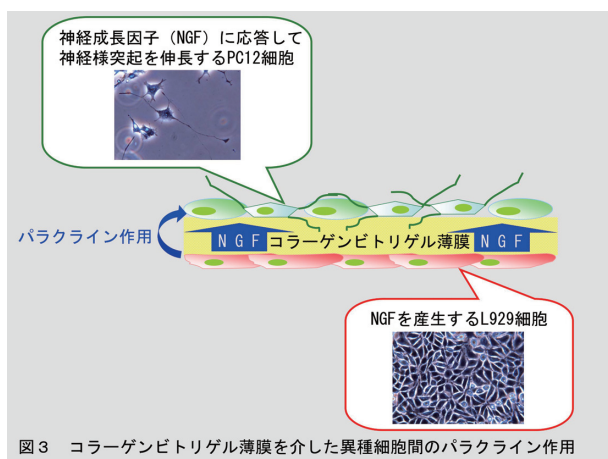 神経成長因子（NGF）に応答して
神経様突起を伸長するPC12細胞
パラクライン作用
NGF コラーゲンビトリゲル薄膜 NGF
NGFを産生するL929細胞
図3 コラーゲンビトリゲル薄膜を介した異種細胞間のパラクライン作用